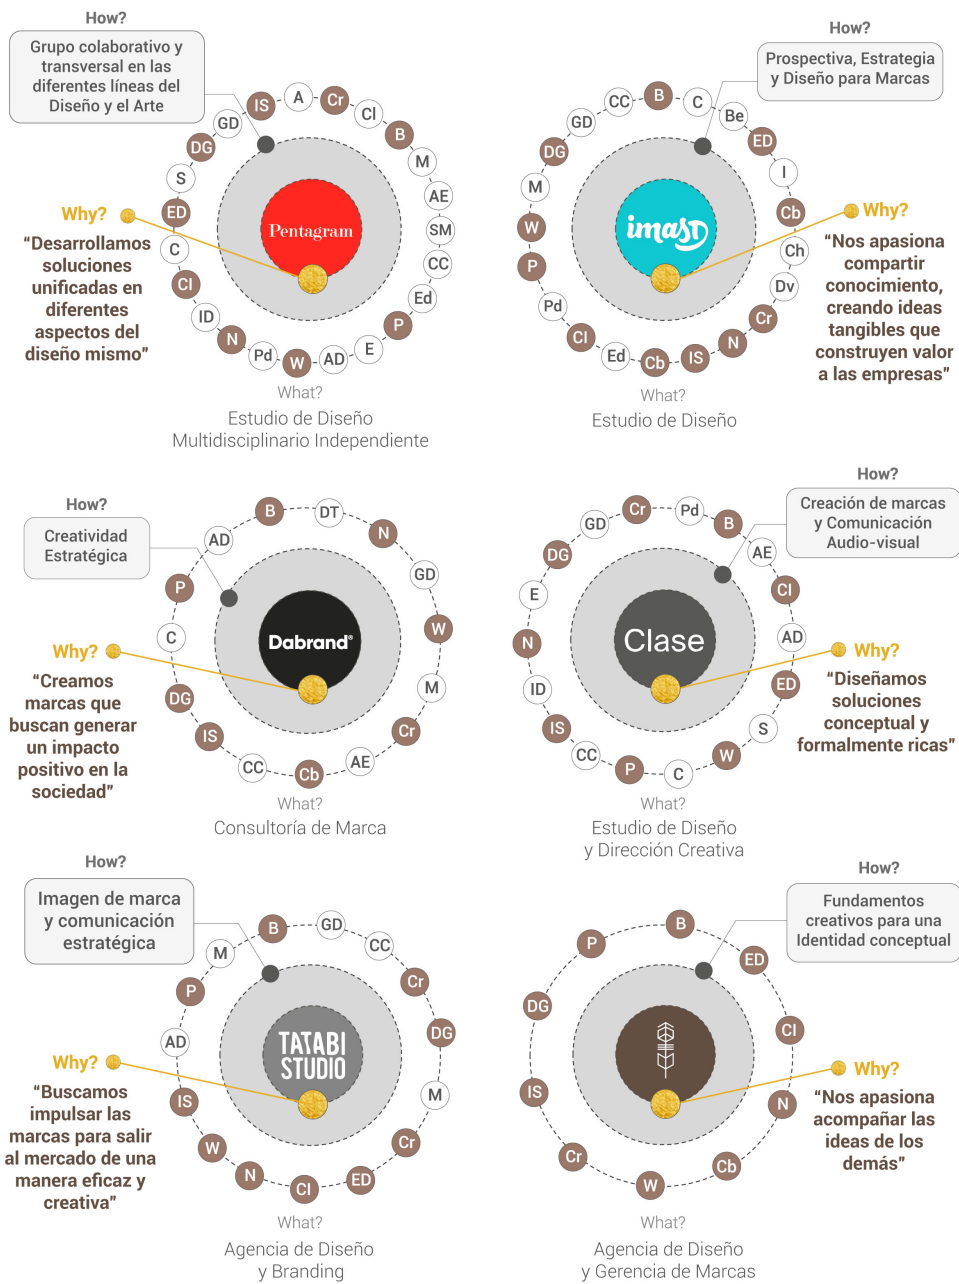 How?
Grupo colaborativo y
transversal en las
diferentes líneas del
Diseño y el Arte
IS
A
Cr
CI
B
M
AE
SM
CC
Ed
P
E
AD
W
Pd
N
ID
CI
C
ED
S
DG
GD
Pentagram
Why?
“Desarrollamos
soluciones
unificadas en
diferentes
aspectos del
diseño mismo”
What?
Estudio de Diseño
Multidisciplinario Independiente
How?
Prospectiva, Estrategia
y Diseño para Marcas
B
C
Be
ED
I
Cb
Ch
Dv
Cr
N
IS
Cb
Ed
CI
Pd
P
W
M
DG
GD
CC
imasD
Why?
“Nos apasiona
compartir
conocimiento,
creando ideas
tangibles que
construyen valor
a las empresas”
What?
Estudio de Diseño
How?
Creatividad
Estratégica
B
DT
N
GD
W
M
Cr
AE
Cb
CC
IS
DG
C
P
AD
Dabrand®
Why?
“Creamos
marcas que
buscan generar
un impacto
positivo en la
sociedad”
What?
Consultoría de Marca
How?
Creación de marcas
y Comunicación
Audio-visual
Cr
Pd
B
AE
CI
AD
ED
S
W
C
P
CC
IS
ID
N
E
DG
GD
Clase
Why?
“Diseñamos
soluciones
conceptual y
formalmente ricas”
What?
Estudio de Diseño
y Dirección Creativa
How?
Imagen de marca
y comunicación
estratégica
B
GD
CC
Cr
DG
M
Cr
ED
CI
N
W
IS
AD
P
M
TATABI
STUDIO
Why?
“Buscamos
impulsar las
marcas para salir
al mercado de una
manera eficaz y
creativa”
What?
Agencia de Diseño
y Branding
How?
Fundamentos
creativos para una
Identidad conceptual
P
B
ED
CI
N
Cb
W
Cr
IS
DG
Why?
“Nos apasiona
acompañar las
ideas de los
demás”
What?
Agencia de Diseño
y Gerencia de Marcas